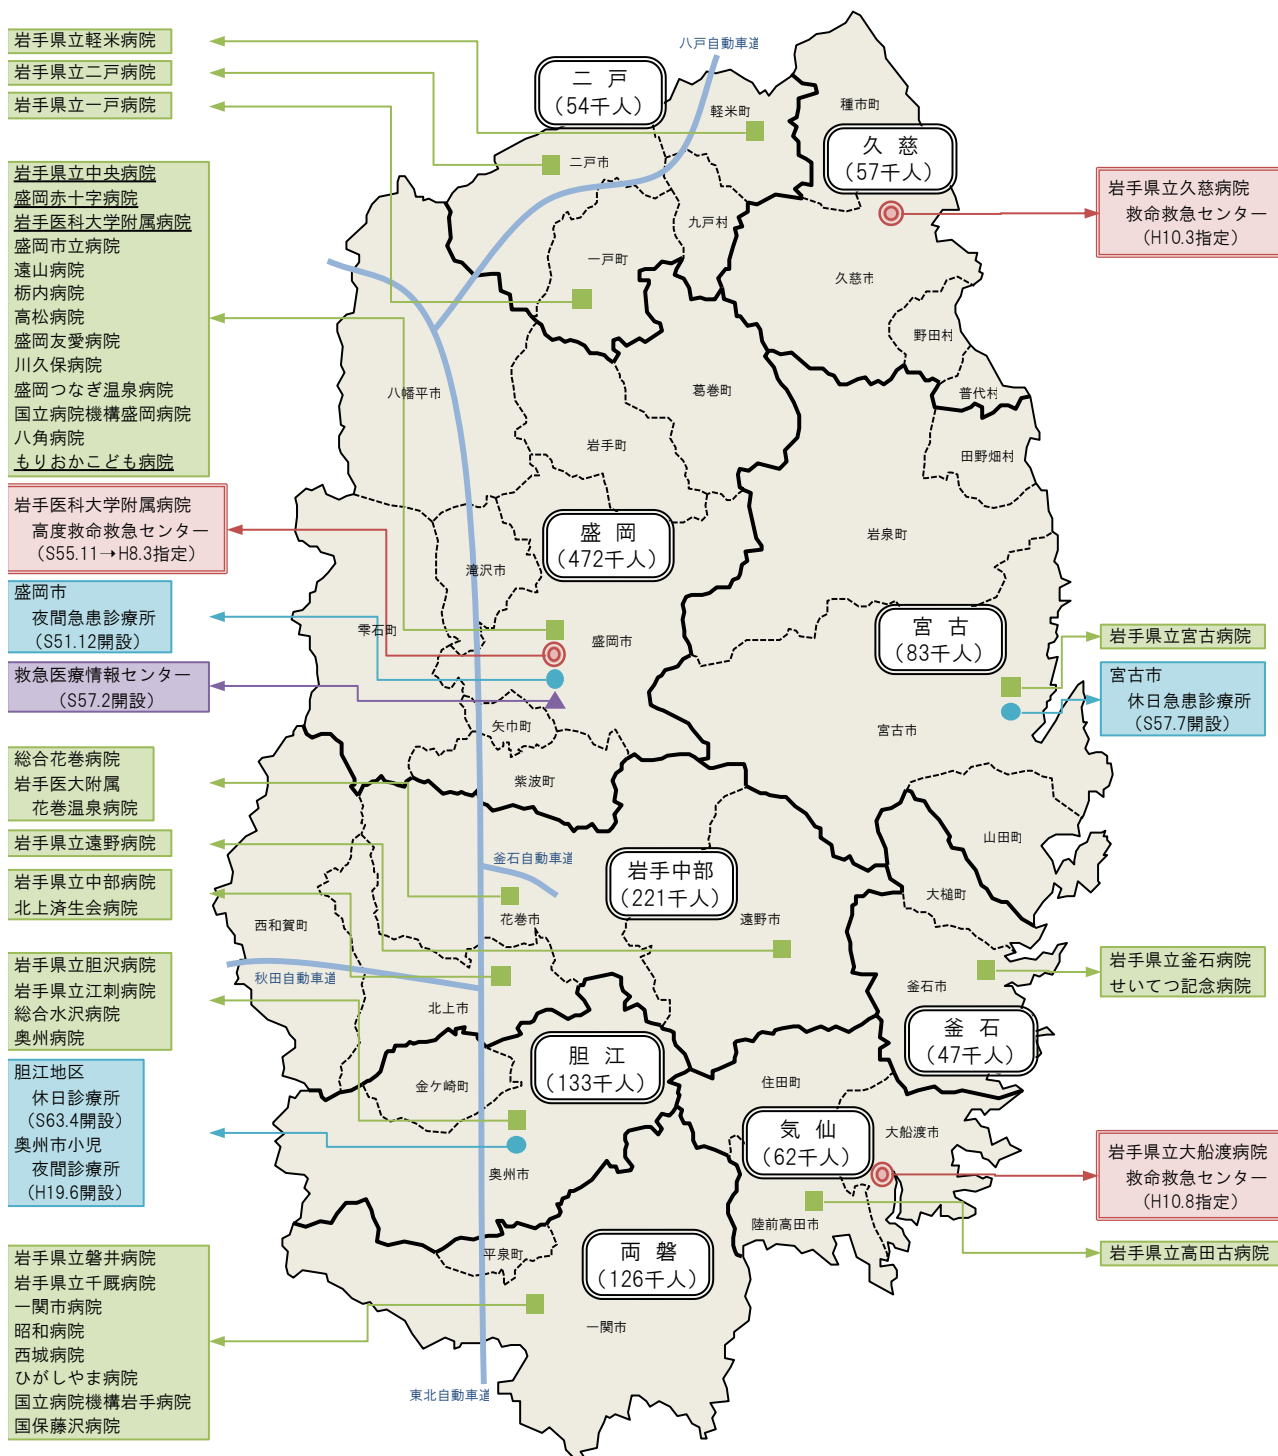 岩手県立軽米病院
岩手県立二戸病院
岩手県立一戸病院
岩手県立中央病院
盛岡赤十字病院
岩手医科大学附属病院
盛岡市立病院
遠山病院
栃内病院
高松病院
盛岡友愛病院
川久保病院
盛岡つなぎ温泉病院
国立病院機構盛岡病院
八角病院
もりおかこども病院
岩手医科大学附属病院
高度救命救急センター
（S55.11→H8.3指定）
盛岡市
夜間急患診療所
（S51.12開設）
救急医療情報センター
（S57.2開設）
総合花巻病院
岩手医大附属
花巻温泉病院
岩手県立遠野病院
岩手県立中部病院
北上済生会病院
岩手県立胆沢病院
岩手県立江刺病院
総合水沢病院
奥州病院
胆江地区
休日診療所
（S63.4開設）
奥州市小児
夜間診療所
（H19.6開設）
岩手県立磐井病院
岩手県立千厩病院
一関市病院
昭和病院
西城病院
ひがしやま病院
国立病院機構岩手病院
国保藤沢病院
八戸自動車道
二 戸
（54千人）
軽米町
種市町
久 慈
（57千人）
二戸市
九戸村
一戸町
久慈市
野田村
普代村
八幡平市
葛巻町
岩手町
田野畑村
盛 岡
（472千人）
岩泉町
滝沢市
雫石町
盛岡市
宮 古
（83千人）
矢巾町
紫波町
宮古市
山田町
釜石自動車道
岩手中部
（221千人）
大槌町
花巻市
遠野市
西和賀町
秋田自動車道
北上市
釜石市
釜 石
（47千人）
胆 江
（133千人）
金ケ崎町
住田町
気 仙
（62千人）
大船渡市
奥州市
陸前高田市
平泉町
両 磐
（126千人）
一関市
東北自動車道
岩手県立久慈病院
救命救急センター
（H10.3指定）
岩手県立宮古病院
宮古市
休日急患診療所
（S57.7開設）
岩手県立釜石病院
せいてつ記念病院
岩手県立大船渡病院
救命救急センター
（H10.8指定）
岩手県立高田古病院